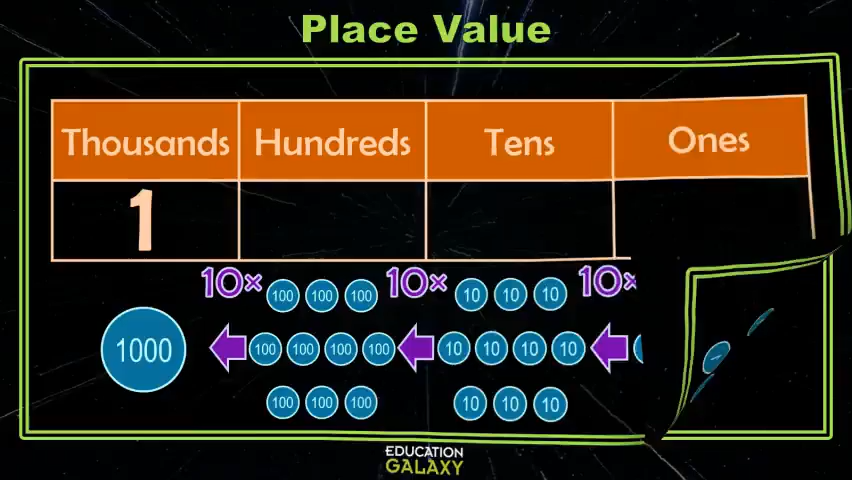 Place Value
Thousands Hundreds Tens Ones
1
10× 100 100 100 10× 10 10 10 10×
1000 100 100 100 100 10 10 10 10
100 100 100 10 10 10
EDUCATION
GALAXY